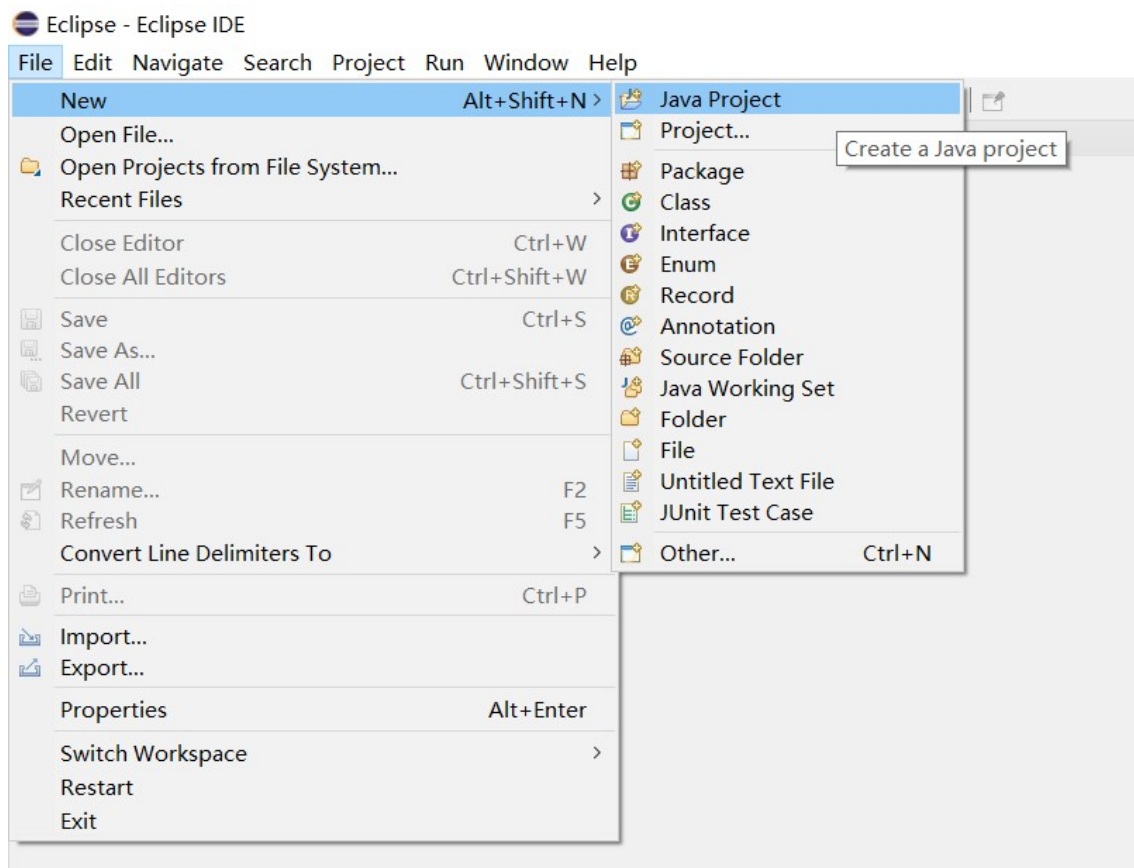 Eclipse - Eclipse IDE
File Edit Navigate Search Project Run Window Help
New Alt+Shift+N >
Open File...
Open Projects from File System...
Recent Files >
Close Editor Ctrl+W
Close All Editors Ctrl+Shift+W
Save Ctrl+S
Save As...
Save All Ctrl+Shift+S
Revert
Move...
Rename... F2
Refresh F5
Convert Line Delimiters To >
Print... Ctrl+P
Import...
Export...
Properties Alt+Enter
Switch Workspace >
Restart
Exit
Java Project
Project...
Create a Java project
Package
Class
Interface
Enum
Record
Annotation
Source Folder
Java Working Set
Folder
File
Untitled Text File
JUnit Test Case
Other... Ctrl+N